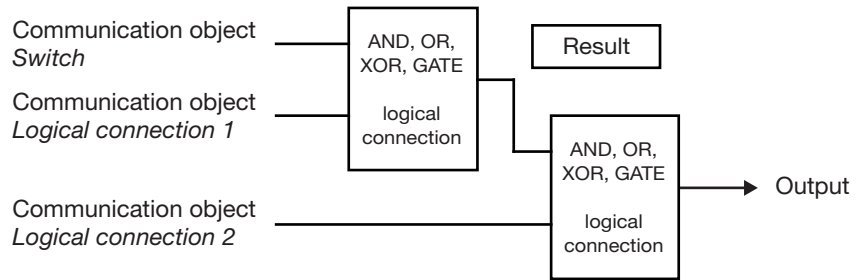 Communication object
Switch
AND, OR,
XOR, GATE
logical
connection
Result
Communication object
Logical connection 1
AND, OR,
XOR, GATE
logical
connection
Output
Communication object
Logical connection 2